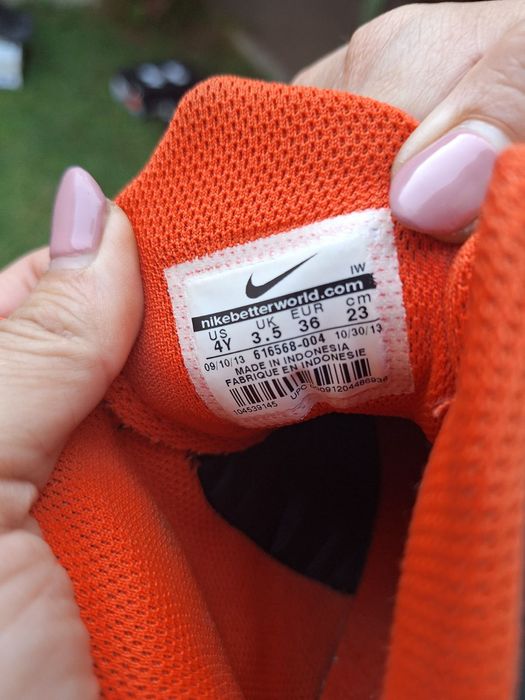 IW
nikebetterworld.com
US UK EUR cm
4Y 3.5 36 23
09/10/13 616568-004 10/30/13
MADE IN INDONESIA
FABRIQUE EN INDONESIE
104539145 UPC